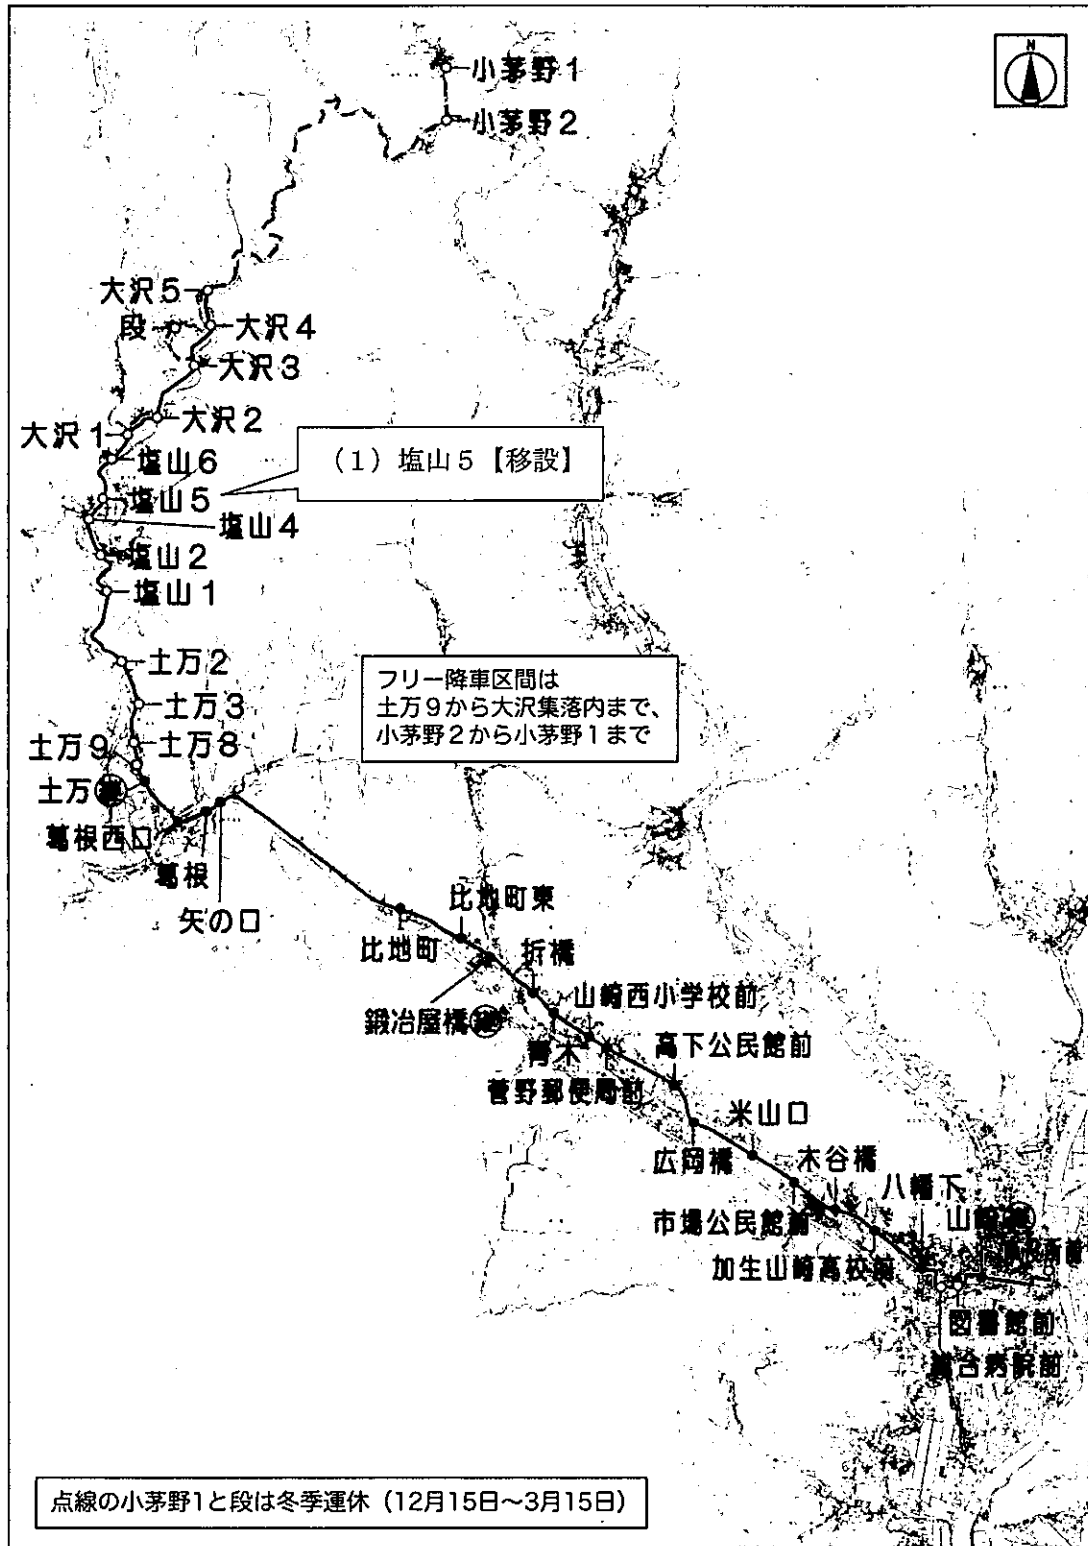 N
小茅野1
小茅野2
大沢5
段
大沢4
大沢3
大沢2
大沢1
塩山6
(1) 塩山5【移設】
塩山5
塩山4
塩山2
塩山1
土万2
フリー降車区間は
土万9から大沢集落内まで、
小茅野2から小茅野1まで
土万3
土万9
土万8
土万
葛根西口
葛根
矢の口
比地町東
比地町
折橋
山崎西小学校前
鍛冶屋橋
青木
高下公民館前
菅野郵便局前
米山口
広岡橋
木谷橋
八幡下
市場公民館前
山崎
加生山崎高校前
図書館前
総合病院前
点線の小茅野1と段は冬季運休(12月15日~3月15日)